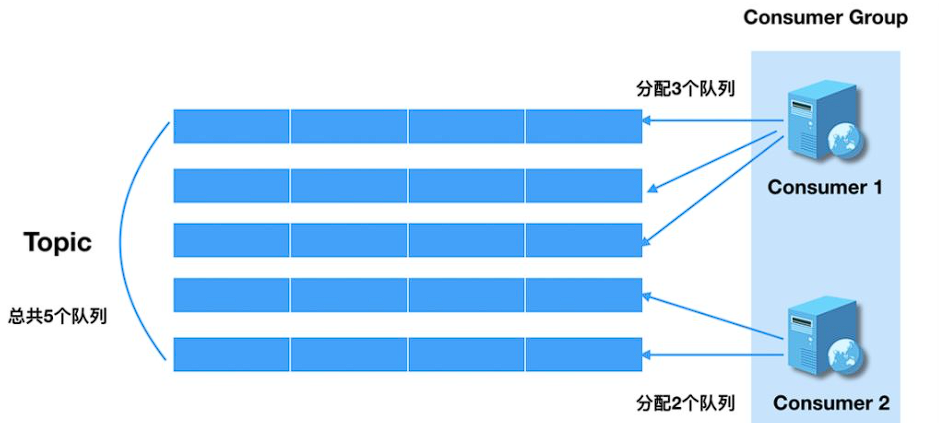 Consumer Group
分配3个队列
Consumer 1
Topic
总共5个队列
分配2个队列
Consumer 2